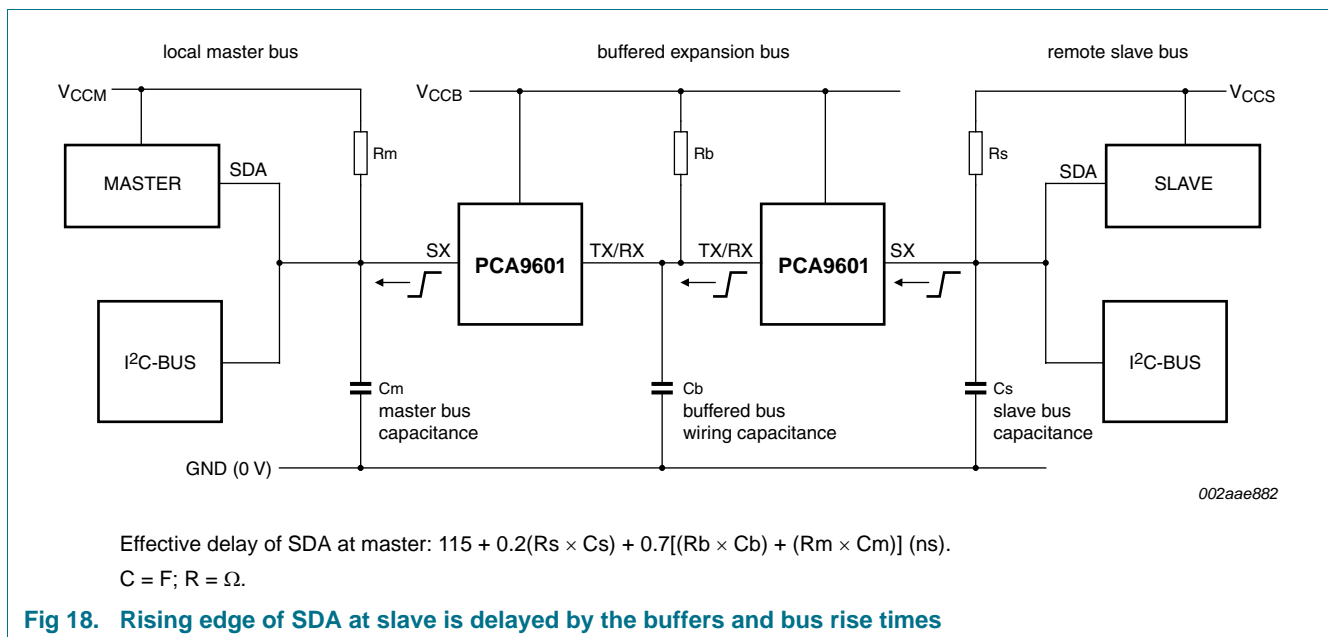 local master bus buffered expansion bus remote slave bus
VCCM VCCB VCCS
Rm Rb Rs
MASTER SDA SDA SLAVE
SX PCA9601 TX/RX TX/RX PCA9601 SX
I²C-BUS I²C-BUS
Cm
master bus
capacitance
Cb
buffered bus
wiring capacitance
Cs
slave bus
capacitance
GND (0 V)
002aae882
Effective delay of SDA at master: 115 + 0.2(Rs × Cs) + 0.7[(Rb × Cb) + (Rm × Cm)] (ns).
C = F; R = Ω.
Fig 18. Rising edge of SDA at slave is delayed by the buffers and bus rise times